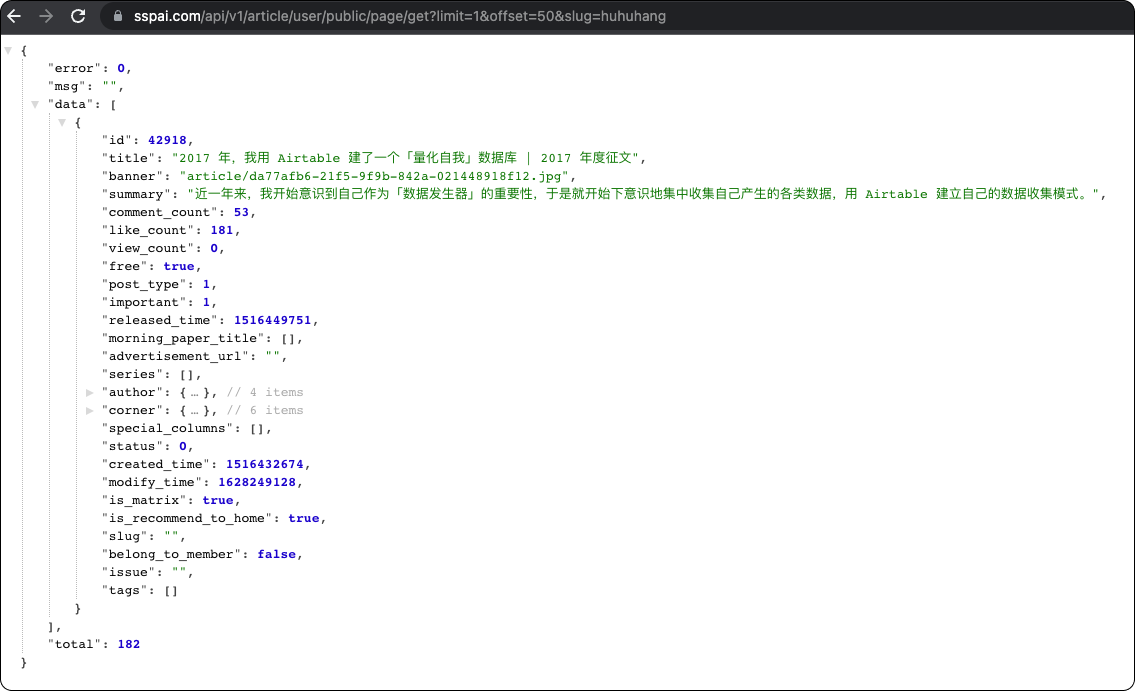 sspai.com/api/v1/article/user/public/page/get?limit=1&offset=50&slug=huhuhang
{
"error": 0,
"msg": "",
"data": [
{
"id": 42918,
"title": "2017 年，我用 Airtable 建了一个「量化自我」数据库 | 2017 年度征文",
"banner": "article/da77afb6-21f5-9f9b-842a-021448918f12.jpg",
"summary": "近一年来，我开始意识到自己作为「数据发生器」的重要性，于是就开始下意识地集中收集自己产生的各类数据，用 Airtable 建立自己的数据收集模式。",
"comment_count": 53,
"like_count": 181,
"view_count": 0,
"free": true,
"post_type": 1,
"important": 1,
"released_time": 1516449751,
"morning_paper_title": [],
"advertisement_url": "",
"series": [],
"author": {…}, // 4 items
"corner": {…}, // 6 items
"special_columns": [],
"status": 0,
"created_time": 1516432674,
"modify_time": 1628249128,
"is_matrix": true,
"is_recommend_to_home": true,
"slug": "",
"belong_to_member": false,
"issue": "",
"tags": []
}
],
"total": 182
}